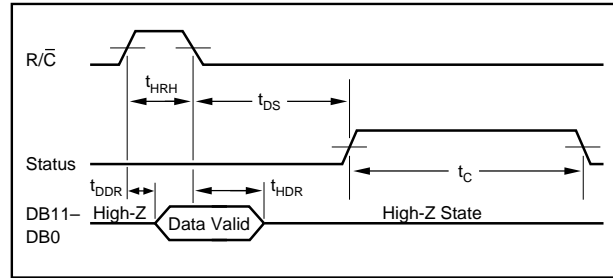 R/C̅
tHRH
tDS
Status
tC
tDDR
tHDR
DB11– High-Z Data Valid High-Z State
DB0